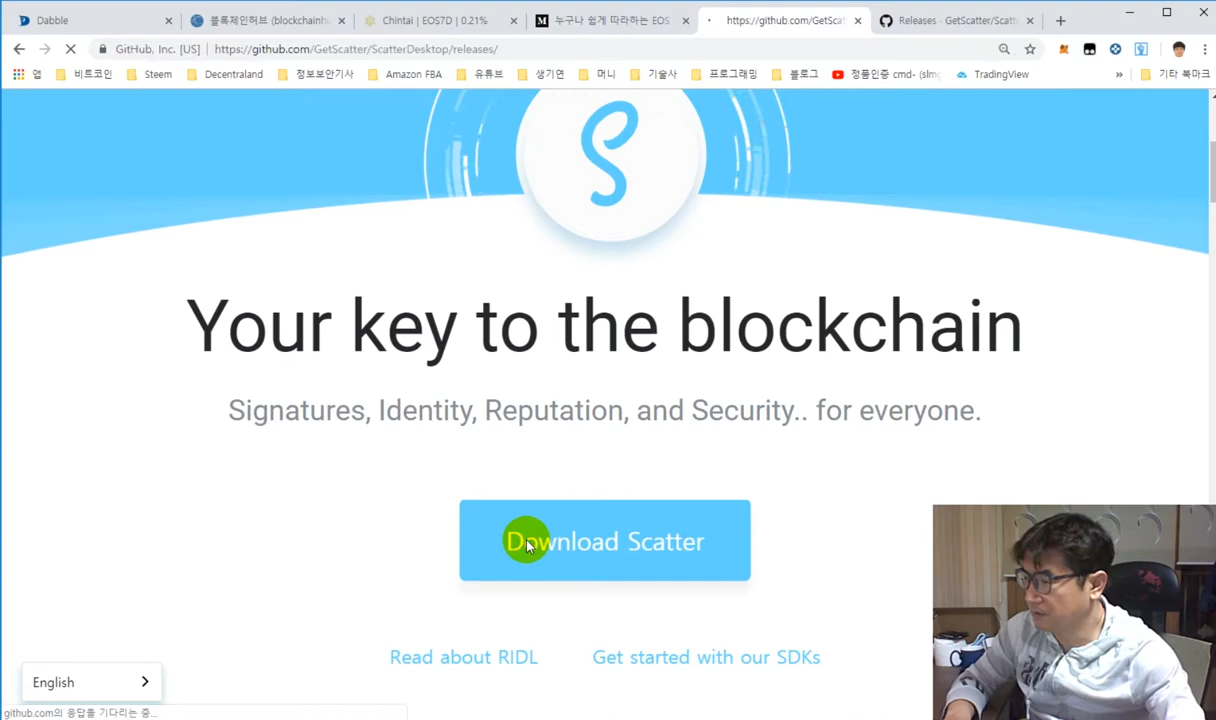 Dabble
블록체인허브 (blockchainh
Chintai | EOS7D | 0.21%
누구나 쉽게 따라하는 EOS
https://github.com/GetScat
Releases - GetScatter/Scatt
GitHub, Inc. [US]
https://github.com/GetScatter/ScatterDesktop/releases/
앱
비트코인
Steem
Decentraland
정보보안기사
Amazon FBA
유튜브
생기연
머니
기술사
프로그래밍
블로그
정품인증 cmd- (slmg
TradingView
»
기타 북마크
S
Your key to the blockchain
Signatures, Identity, Reputation, and Security.. for everyone.
Download Scatter
Read about RIDL
Get started with our SDKs
English
github.com의 응답을 기다리는 중...